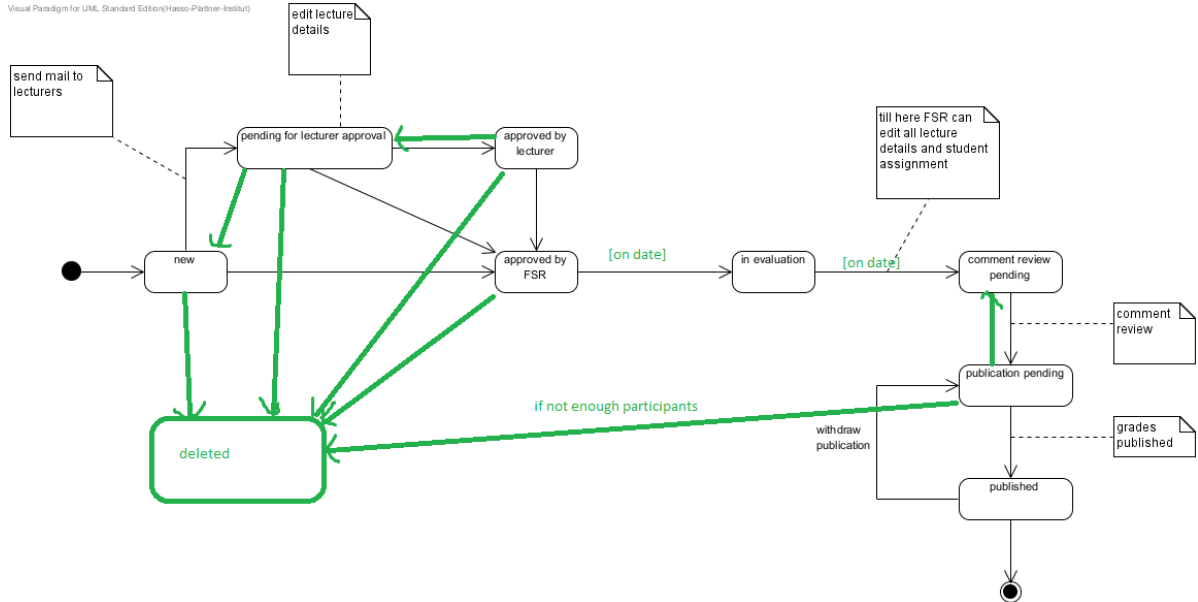 Visual Paradigm for UML Standard Edition(Hasso-Plattner-Institut)
edit lecture
details
send mail to
lecturers
pending for lecturer approval
approved by
lecturer
till here FSR can
edit all lecture
details and student
assignment
new
approved by
FSR
[on date]
in evaluation
[on date]
comment review
pending
comment
review
publication pending
if not enough participants
withdraw
publication
grades
published
deleted
published